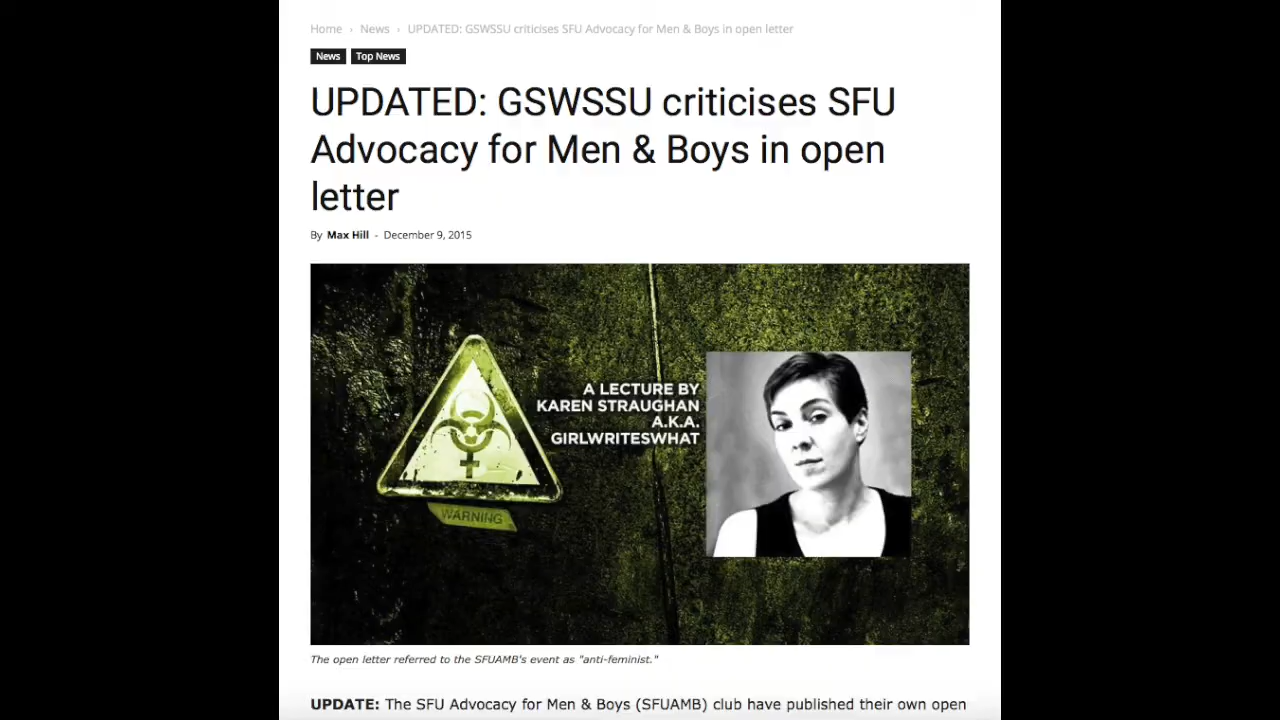 Home › News › UPDATED: GSWSSU criticises SFU Advocacy for Men & Boys in open letter
News Top News
UPDATED: GSWSSU criticises SFU
Advocacy for Men & Boys in open
letter
By Max Hill - December 9, 2015
A LECTURE BY
KAREN STRAUGHAN
A.K.A.
GIRLWRITESWHAT
WARNING
The open letter referred to the SFUAMB's event as "anti-feminist."
UPDATE: The SFU Advocacy for Men & Boys (SFUAMB) club have published their own open